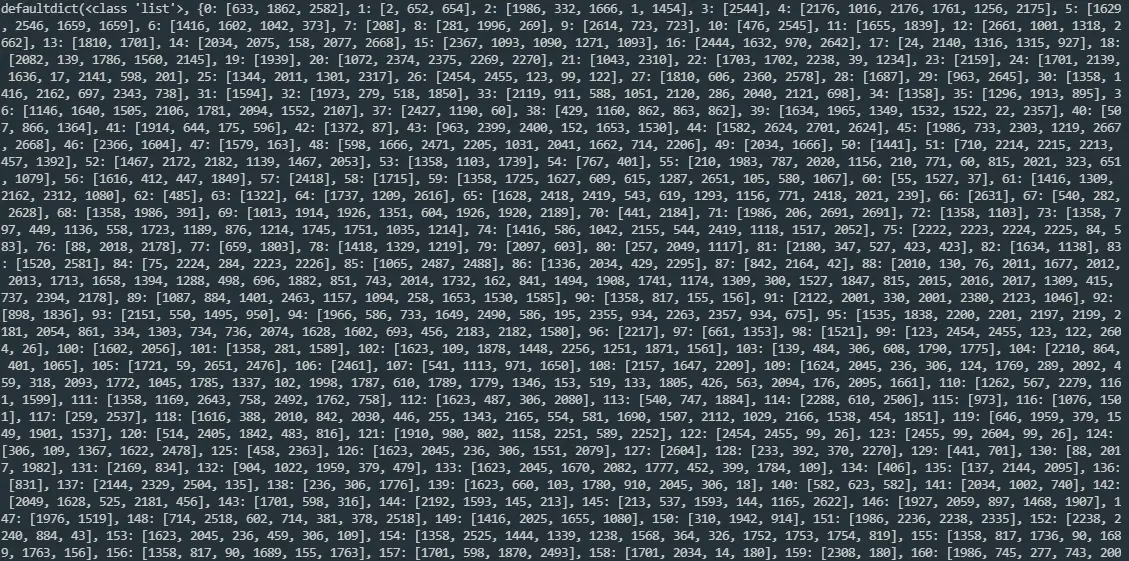 defaultdict(<class 'list'>, {0: [633, 1862, 2582], 1: [2, 652, 654], 2: [1986, 332, 1666, 1, 1454], 3: [2544], 4: [2176, 1016, 2176, 1761, 1256, 2175], 5: [1629
, 2546, 1659, 1659], 6: [1416, 1602, 1042, 373], 7: [208], 8: [281, 1996, 269], 9: [2614, 723, 723], 10: [476, 2545], 11: [1655, 1839], 12: [2661, 1001, 1318, 2
662], 13: [1810, 1701], 14: [2034, 2075, 158, 2077, 2668], 15: [2367, 1093, 1090, 1271, 1093], 16: [2444, 1632, 970, 2642], 17: [24, 2140, 1316, 1315, 927], 18:
 [2082, 139, 1786, 1560, 2145], 19: [1939], 20: [1072, 2374, 2375, 2269, 2270], 21: [1043, 2310], 22: [1703, 1702, 2238, 39, 1234], 23: [2159], 24: [1701, 2139,
 1636, 17, 2141, 598, 201], 25: [1344, 2011, 1301, 2317], 26: [2454, 2455, 123, 99, 122], 27: [1810, 606, 2360, 2578], 28: [1687], 29: [963, 2645], 30: [1358, 1
416, 2162, 697, 2343, 738], 31: [1594], 32: [1973, 279, 518, 1850], 33: [2119, 911, 588, 1051, 2120, 286, 2040, 2121, 698], 34: [1358], 35: [1296, 1913, 895], 3
6: [1146, 1640, 1505, 2106, 1781, 2094, 1552, 2107], 37: [2427, 1190, 60], 38: [429, 1160, 862, 863, 862], 39: [1634, 1965, 1349, 1532, 1522, 22, 2357], 40: [50
7, 866, 1364], 41: [1914, 644, 175, 596], 42: [1372, 87], 43: [963, 2399, 2400, 152, 1653, 1530], 44: [1582, 2624, 2701, 2624], 45: [1986, 733, 2303, 1219, 2667
, 2668], 46: [2366, 1604], 47: [1579, 163], 48: [598, 1666, 2471, 2205, 1031, 2041, 1662, 714, 2206], 49: [2034, 1666], 50: [1441], 51: [710, 2214, 2215, 2213,
457, 1392], 52: [1467, 2172, 2182, 1139, 1467, 2053], 53: [1358, 1103, 1739], 54: [767, 401], 55: [210, 1983, 787, 2020, 1156, 210, 771, 60, 815, 2021, 323, 651
, 1079], 56: [1616, 412, 447, 1849], 57: [2418], 58: [1715], 59: [1358, 1725, 1627, 609, 615, 1287, 2651, 105, 580, 1067], 60: [55, 1527, 37], 61: [1416, 1309,
2162, 2312, 1080], 62: [485], 63: [1322], 64: [1737, 1209, 2616], 65: [1628, 2418, 2419, 543, 619, 1293, 1156, 771, 2418, 2021, 239], 66: [2631], 67: [540, 282,
 2628], 68: [1358, 1986, 391], 69: [1013, 1914, 1926, 1351, 604, 1926, 1920, 2189], 70: [441, 2184], 71: [1986, 206, 2691, 2691], 72: [1358, 1103], 73: [1358, 7
97, 449, 1136, 558, 1723, 1189, 876, 1214, 1745, 1751, 1035, 1214], 74: [1416, 586, 1042, 2155, 544, 2419, 1118, 1517, 2052], 75: [2222, 2223, 2224, 2225, 84, 5
83], 76: [88, 2018, 2178], 77: [659, 1803], 78: [1418, 1329, 1219], 79: [2097, 603], 80: [257, 2049, 1117], 81: [2180, 347, 527, 423, 423], 82: [1634, 1138], 83
: [1520, 2581], 84: [75, 2224, 284, 2223, 2226], 85: [1065, 2487, 2488], 86: [1336, 2034, 429, 2295], 87: [842, 2164, 42], 88: [2010, 130, 76, 2011, 1677, 2012,
 2013, 1713, 1658, 1394, 1288, 498, 696, 1882, 851, 743, 2014, 1732, 162, 841, 1494, 1908, 1741, 1174, 1309, 300, 1527, 1847, 815, 2015, 2016, 2017, 1309, 415,
737, 2394, 2178], 89: [1087, 884, 1401, 2463, 1157, 1094, 258, 1653, 1530, 1585], 90: [1358, 817, 155, 156], 91: [2122, 2001, 330, 2001, 2380, 2123, 1046], 92:
[898, 1836], 93: [2151, 550, 1495, 950], 94: [1966, 586, 733, 1649, 2490, 586, 195, 2355, 934, 2263, 2357, 934, 675], 95: [1535, 1838, 2200, 2201, 2197, 2199, 2
181, 2054, 861, 334, 1303, 734, 736, 2074, 1628, 1602, 693, 456, 2183, 2182, 1580], 96: [2217], 97: [661, 1353], 98: [1521], 99: [123, 2454, 2455, 123, 122, 260
4, 26], 100: [1602, 2056], 101: [1358, 281, 1589], 102: [1623, 109, 1878, 1448, 2256, 1251, 1871, 1561], 103: [139, 484, 306, 608, 1790, 1775], 104: [2210, 864,
 401, 1065], 105: [1721, 59, 2651, 2476], 106: [2461], 107: [541, 1113, 971, 1650], 108: [2157, 1647, 2209], 109: [1624, 2045, 236, 306, 124, 1769, 289, 2092, 4
59, 318, 2093, 1772, 1045, 1785, 1337, 102, 1998, 1787, 610, 1789, 1779, 1346, 153, 519, 133, 1805, 426, 563, 2094, 176, 2095, 1661], 110: [1262, 567, 2279, 116
1, 1599], 111: [1358, 1169, 2643, 758, 2492, 1762, 758], 112: [1623, 487, 306, 2080], 113: [540, 747, 1884], 114: [2288, 610, 2506], 115: [973], 116: [1076, 150
1], 117: [259, 2537], 118: [1616, 388, 2010, 842, 2030, 446, 255, 1343, 2165, 554, 581, 1690, 1507, 2112, 1029, 2166, 1538, 454, 1851], 119: [646, 1959, 379, 15
49, 1901, 1537], 120: [514, 2405, 1842, 483, 816], 121: [1910, 980, 802, 1158, 2251, 589, 2252], 122: [2454, 2455, 99, 26], 123: [2455, 99, 2604, 99, 26], 124:
[306, 109, 1367, 1622, 2478], 125: [458, 2363], 126: [1623, 2045, 236, 306, 1551, 2079], 127: [2604], 128: [233, 392, 370, 2270], 129: [441, 701], 130: [88, 201
7, 1982], 131: [2169, 834], 132: [904, 1022, 1959, 379, 479], 133: [1623, 2045, 1670, 2082, 1777, 452, 399, 1784, 109], 134: [406], 135: [137, 2144, 2095], 136:
 [831], 137: [2144, 2329, 2504, 135], 138: [236, 306, 1776], 139: [1623, 660, 103, 1780, 910, 2045, 306, 18], 140: [582, 623, 582], 141: [2034, 1002, 740], 142:
 [2049, 1628, 525, 2181, 456], 143: [1701, 598, 316], 144: [2192, 1593, 145, 213], 145: [213, 537, 1593, 144, 1165, 2622], 146: [1927, 2059, 897, 1468, 1907], 1
47: [1976, 1519], 148: [714, 2518, 602, 714, 381, 378, 2518], 149: [1416, 2025, 1655, 1080], 150: [310, 1942, 914], 151: [1986, 2236, 2238, 2335], 152: [2238, 2
240, 884, 43], 153: [1623, 2045, 236, 459, 306, 109], 154: [1358, 2525, 1444, 1339, 1238, 1568, 364, 326, 1752, 1753, 1754, 819], 155: [1358, 817, 1736, 90, 168
9, 1763, 156], 156: [1358, 817, 90, 1689, 155, 1763], 157: [1701, 598, 1870, 2493], 158: [1701, 2034, 14, 180], 159: [2308, 180], 160: [1986, 745, 277, 743, 200